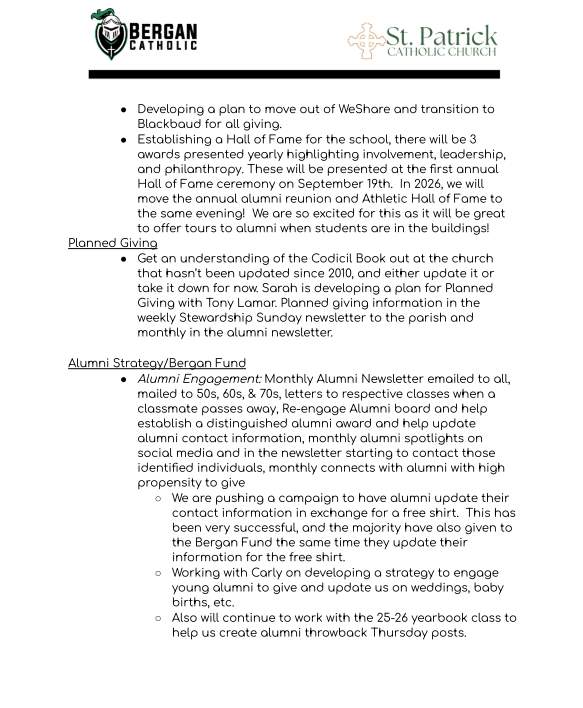 BERGAN
CATHOLIC
St. Patrick
CATHOLIC CHURCH
● Developing a plan to move out of WeShare and transition to
Blackbaud for all giving.
● Establishing a Hall of Fame for the school, there will be 3
awards presented yearly highlighting involvement, leadership,
and philanthropy. These will be presented at the first annual
Hall of Fame ceremony on September 19th.  In 2026, we will
move the annual alumni reunion and Athletic Hall of Fame to
the same evening!  We are so excited for this as it will be great
to offer tours to alumni when students are in the buildings!
Planned Giving
● Get an understanding of the Codicil Book out at the church
that hasn't been updated since 2010, and either update it or
take it down for now. Sarah is developing a plan for Planned
Giving with Tony Lamar. Planned giving information in the
weekly Stewardship Sunday newsletter to the parish and
monthly in the alumni newsletter.
Alumni Strategy/Bergan Fund
● Alumni Engagement: Monthly Alumni Newsletter emailed to all,
mailed to 50s, 60s, & 70s, letters to respective classes when a
classmate passes away, Re-engage Alumni board and help
establish a distinguished alumni award and help update
alumni contact information, monthly alumni spotlights on
social media and in the newsletter starting to contact those
identified individuals, monthly connects with alumni with high
propensity to give
○ We are pushing a campaign to have alumni update their
contact information in exchange for a free shirt.  This has
been very successful, and the majority have also given to
the Bergan Fund the same time they update their
information for the free shirt.
○ Working with Carly on developing a strategy to engage
young alumni to give and update us on weddings, baby
births, etc.
○ Also will continue to work with the 25-26 yearbook class to
help us create alumni throwback Thursday posts.